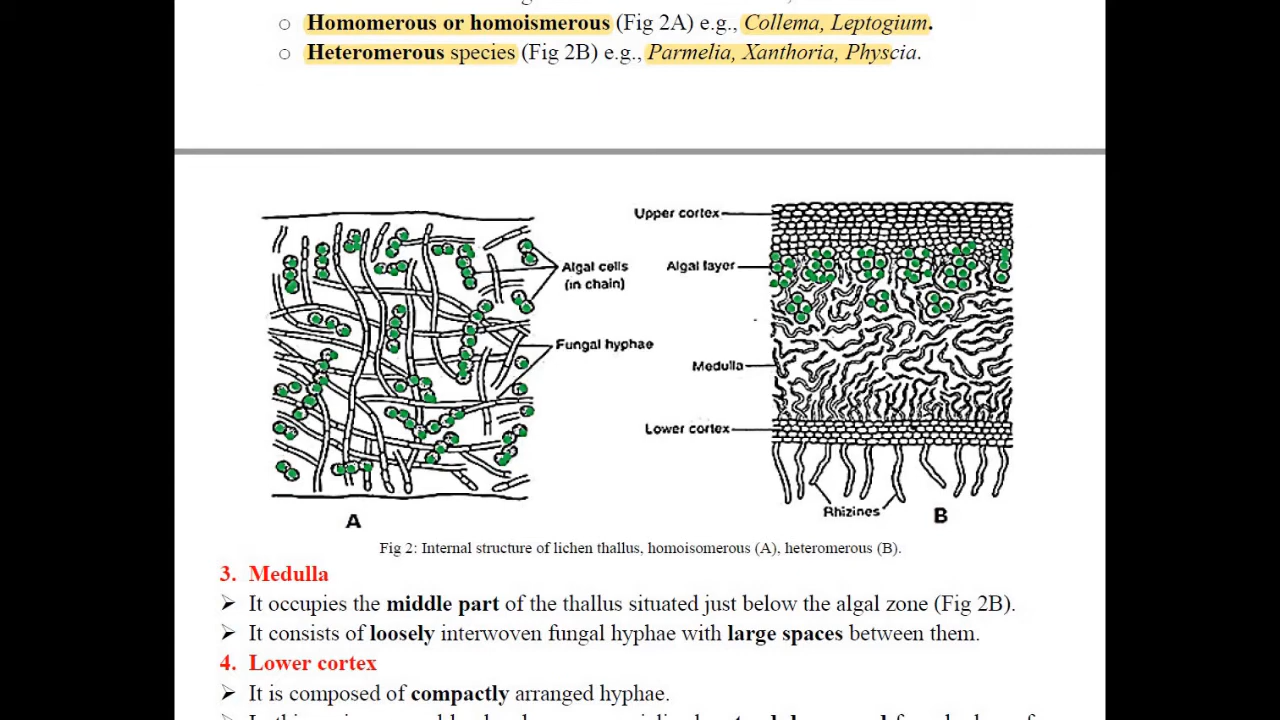 ○ Homomerous or homoismerous (Fig 2A) e.g., Collema, Leptogium.
○ Heteromerous species (Fig 2B) e.g., Parmelia, Xanthoria, Physcia.
Algal cells
(in chain)
Fungal hyphae
A
Upper cortex
Algal layer
Medulla
Lower cortex
Rhizines
B
Fig 2: Internal structure of lichen thallus, homoisomerous (A), heteromerous (B).
3. Medulla
➢ It occupies the middle part of the thallus situated just below the algal zone (Fig 2B).
➢ It consists of loosely interwoven fungal hyphae with large spaces between them.
4. Lower cortex
➢ It is composed of compactly arranged hyphae.